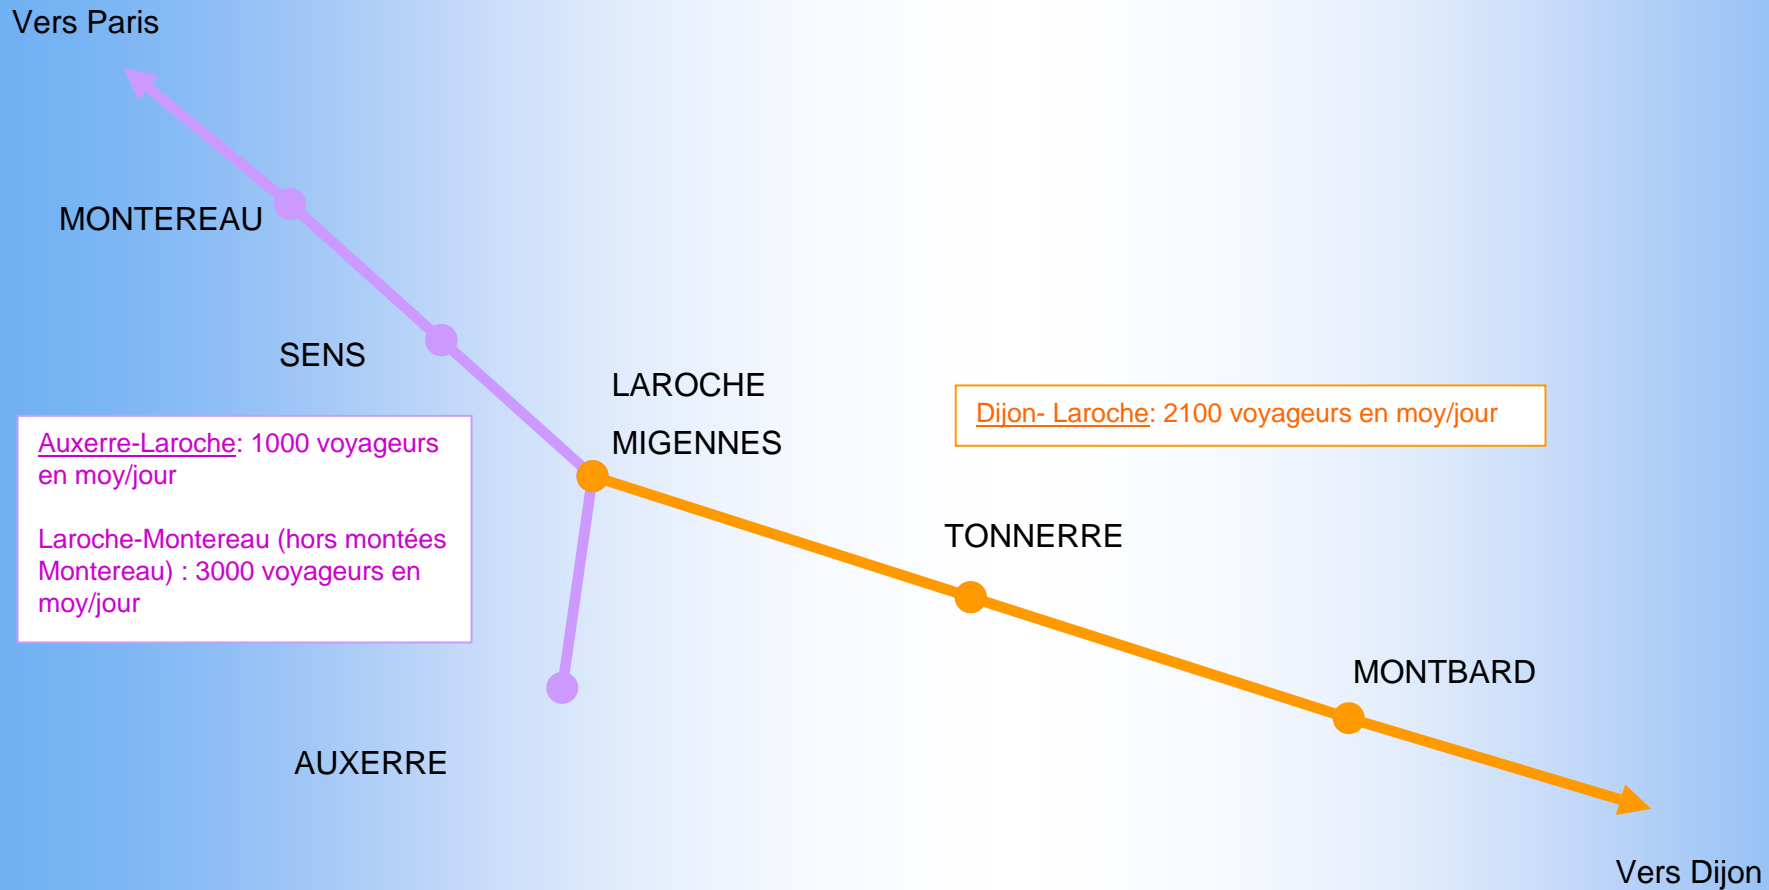 Vers Paris
MONTEREAU
SENS
LAROCHE
MIGENNES
Dijon- Laroche: 2100 voyageurs en moy/jour
Auxerre-Laroche: 1000 voyageurs
en moy/jour
Laroche-Montereau (hors montées
Montereau) : 3000 voyageurs en
moy/jour
TONNERRE
MONTBARD
AUXERRE
Vers Dijon